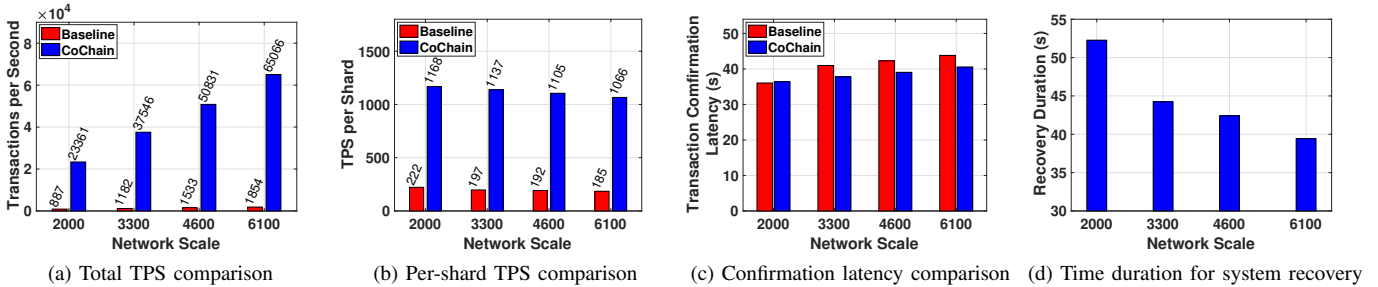 ×10⁴
Transactions per Second
8
6
4
2
0
Baseline
CoChain
887
23361
1182
37546
1533
50831
1854
65066
2000 3300 4600 6100
Network Scale
(a) Total TPS comparison
TPS per Shard
1500
1000
500
0
Baseline
CoChain
222
1168
197
1137
192
1105
185
1066
2000 3300 4600 6100
Network Scale
(b) Per-shard TPS comparison
Transaction Confirmation
Latency (s)
50
40
30
20
10
0
Baseline
CoChain
2000 3300 4600 6100
Network Scale
(c) Confirmation latency comparison
Recovery Duration (s)
55
50
45
40
35
30
2000 3300 4600 6100
Network Scale
(d) Time duration for system recovery